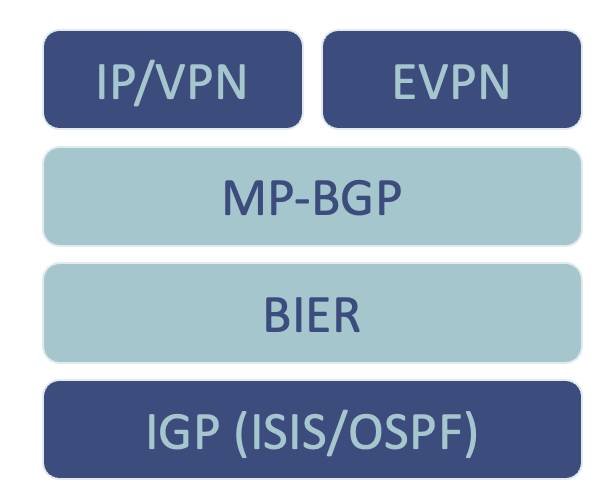 IP/VPN
EVPN
MP-BGP
BIER
IGP (ISIS/OSPF)